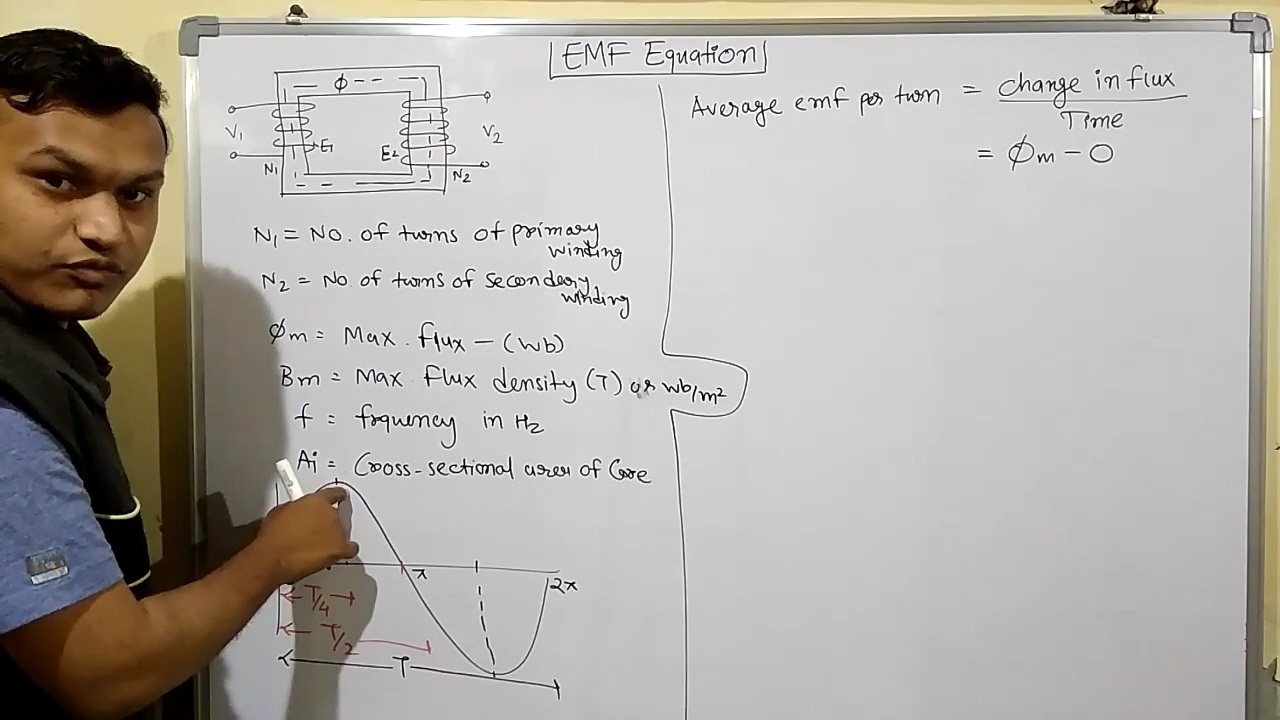 EMF Equation
ϕ
V₁
E₁
N₁
E₂
V₂
N₂
N₁ = No. of turns of primary
winding
N₂ = No. of turns of secondary
winding
ϕm = Max. flux - (Wb)
Bm = Max. Flux density (T) or wb/m²
f = frquency in Hz
Ai = Cross-sectional area of Core
π
2π
T/4
T/2
T
Average emf per turn = change in flux
Time
= ϕm - 0